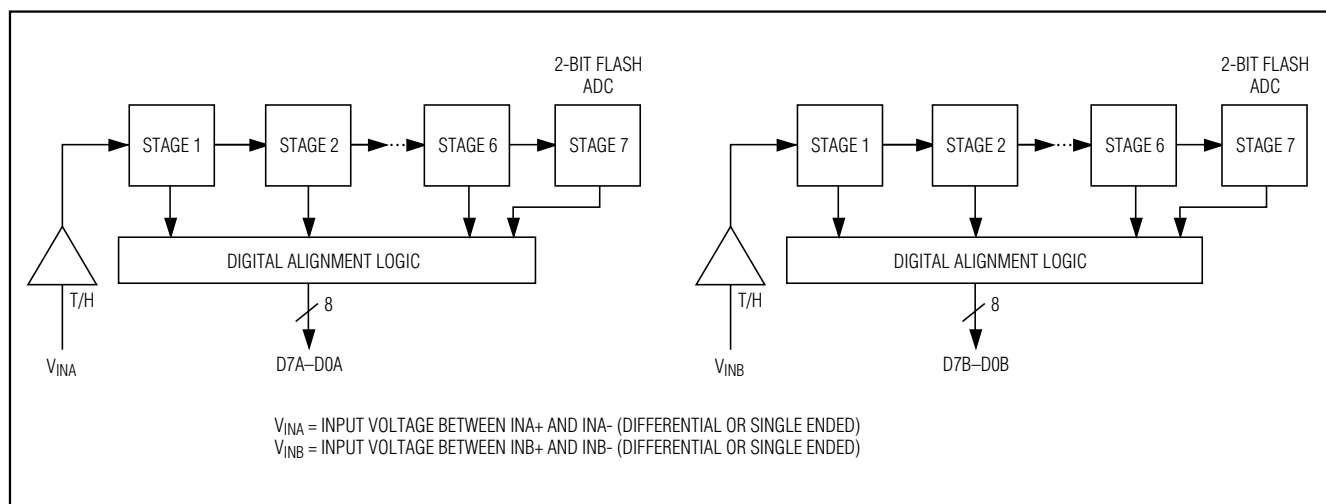 2-BIT FLASH
ADC
STAGE 1
STAGE 2
STAGE 6
STAGE 7
DIGITAL ALIGNMENT LOGIC
T/H
8
VINA
D7A–D0A
2-BIT FLASH
ADC
STAGE 1
STAGE 2
STAGE 6
STAGE 7
DIGITAL ALIGNMENT LOGIC
T/H
8
VINB
D7B–D0B
VINA = INPUT VOLTAGE BETWEEN INA+ AND INA- (DIFFERENTIAL OR SINGLE ENDED)
VINB = INPUT VOLTAGE BETWEEN INB+ AND INB- (DIFFERENTIAL OR SINGLE ENDED)